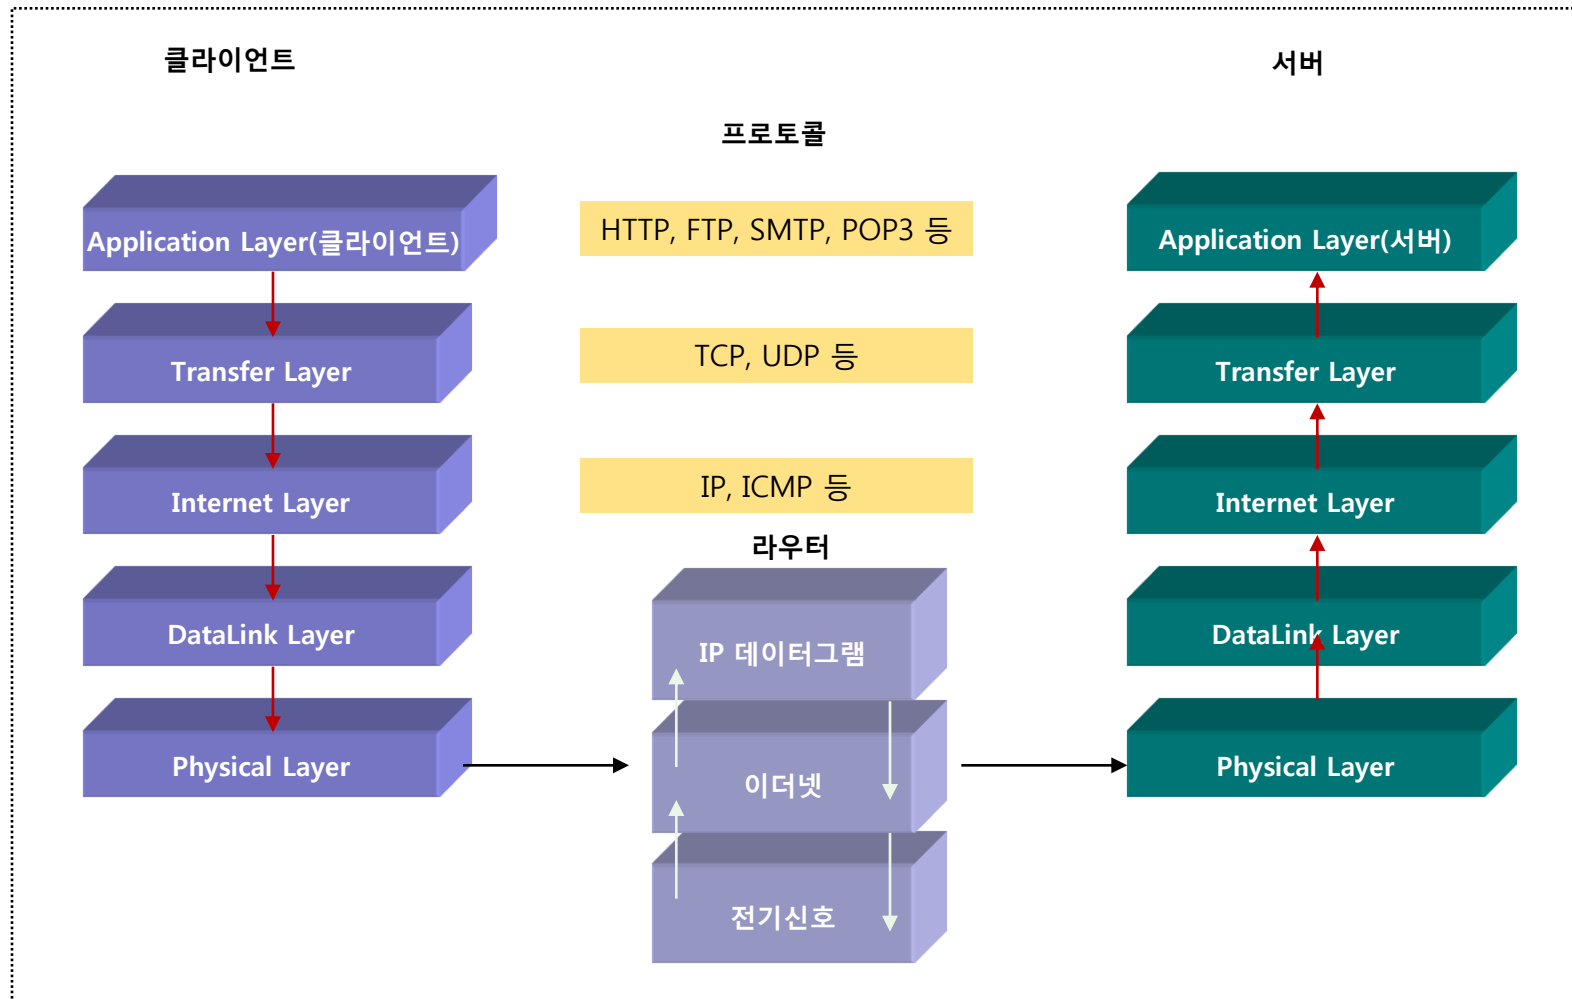 클라이언트
서버
프로토콜
Application Layer(클라이언트)
HTTP, FTP, SMTP, POP3 등
Application Layer(서버)
Transfer Layer
TCP, UDP 등
Transfer Layer
Internet Layer
IP, ICMP 등
Internet Layer
라우터
DataLink Layer
IP 데이터그램
DataLink Layer
Physical Layer
이더넷
Physical Layer
전기신호